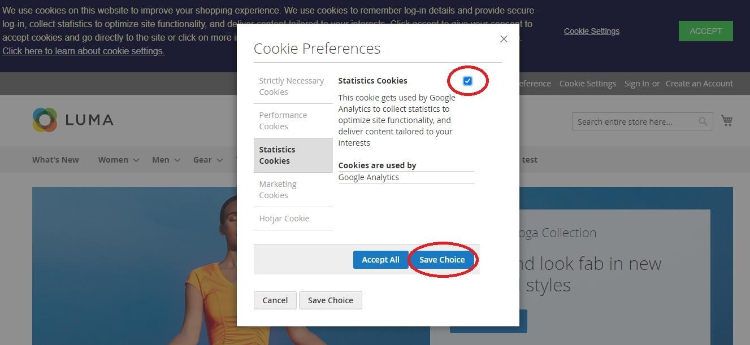 We use cookies on this website to improve your shopping experience. We use cookies to remember log-in details and provide secure
log-in, collect statistics to optimize site functionality, and deliver content tailored to your interests. Click accept to give your consent to
accept cookies and go directly to the site or click on more i
Click here to learn about cookie settings.
Cookie Settings
ACCEPT
Cookie Preferences
Strictly Necessary
Cookies
Performance
Cookies
Statistics
Cookies
Marketing
Cookies
Hotjar Cookie
Statistics Cookies
This cookie gets used by Google
Analytics to collect statistics to
optimize site functionality, and
deliver content tailored to your
interests
Cookies are used by
Google Analytics
Accept All
Save Choice
Cancel
Save Choice
eference Cookie Settings Sign In or Create an Account
LUMA
Search entire store here...
What's New Women Men Gear
test
oga Collection
nd look fab in new
styles